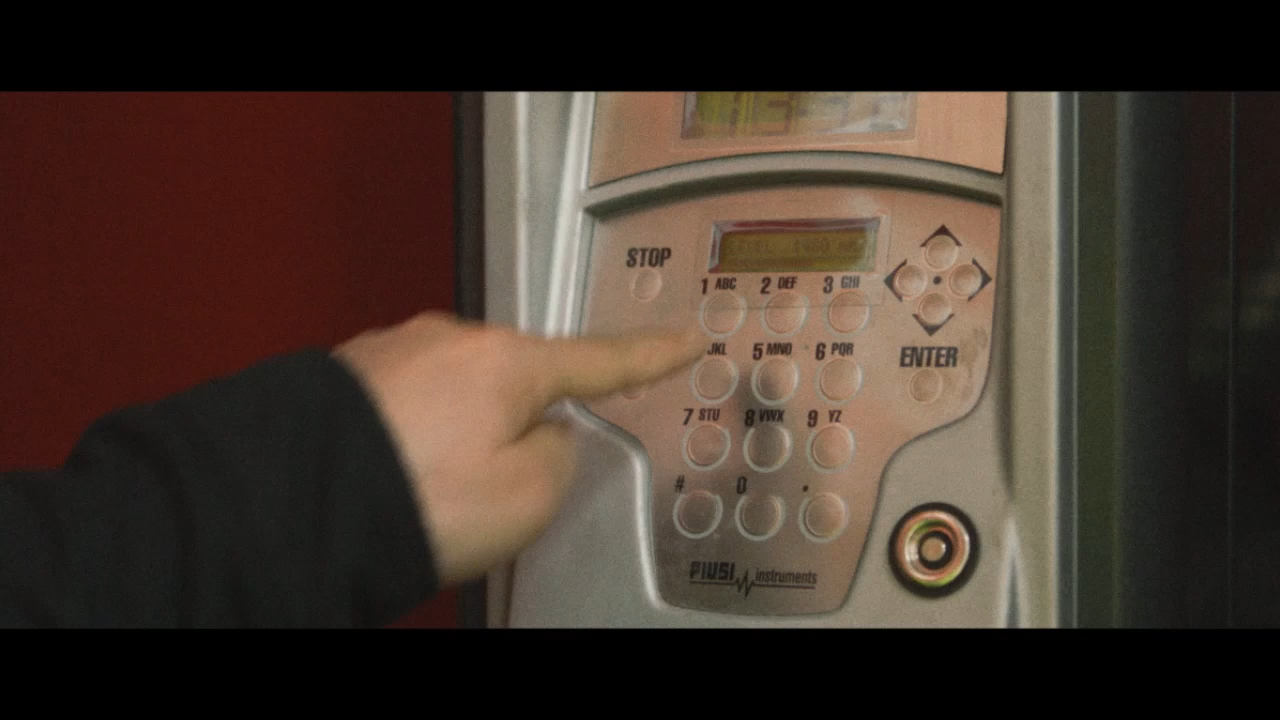 STOP
1 ABC 2 DEF 3 GHI
JKL 5 MNO 6 PQR
ENTER
7 STU 8 VWX 9 YZ
# 0 .
PIUSI instruments